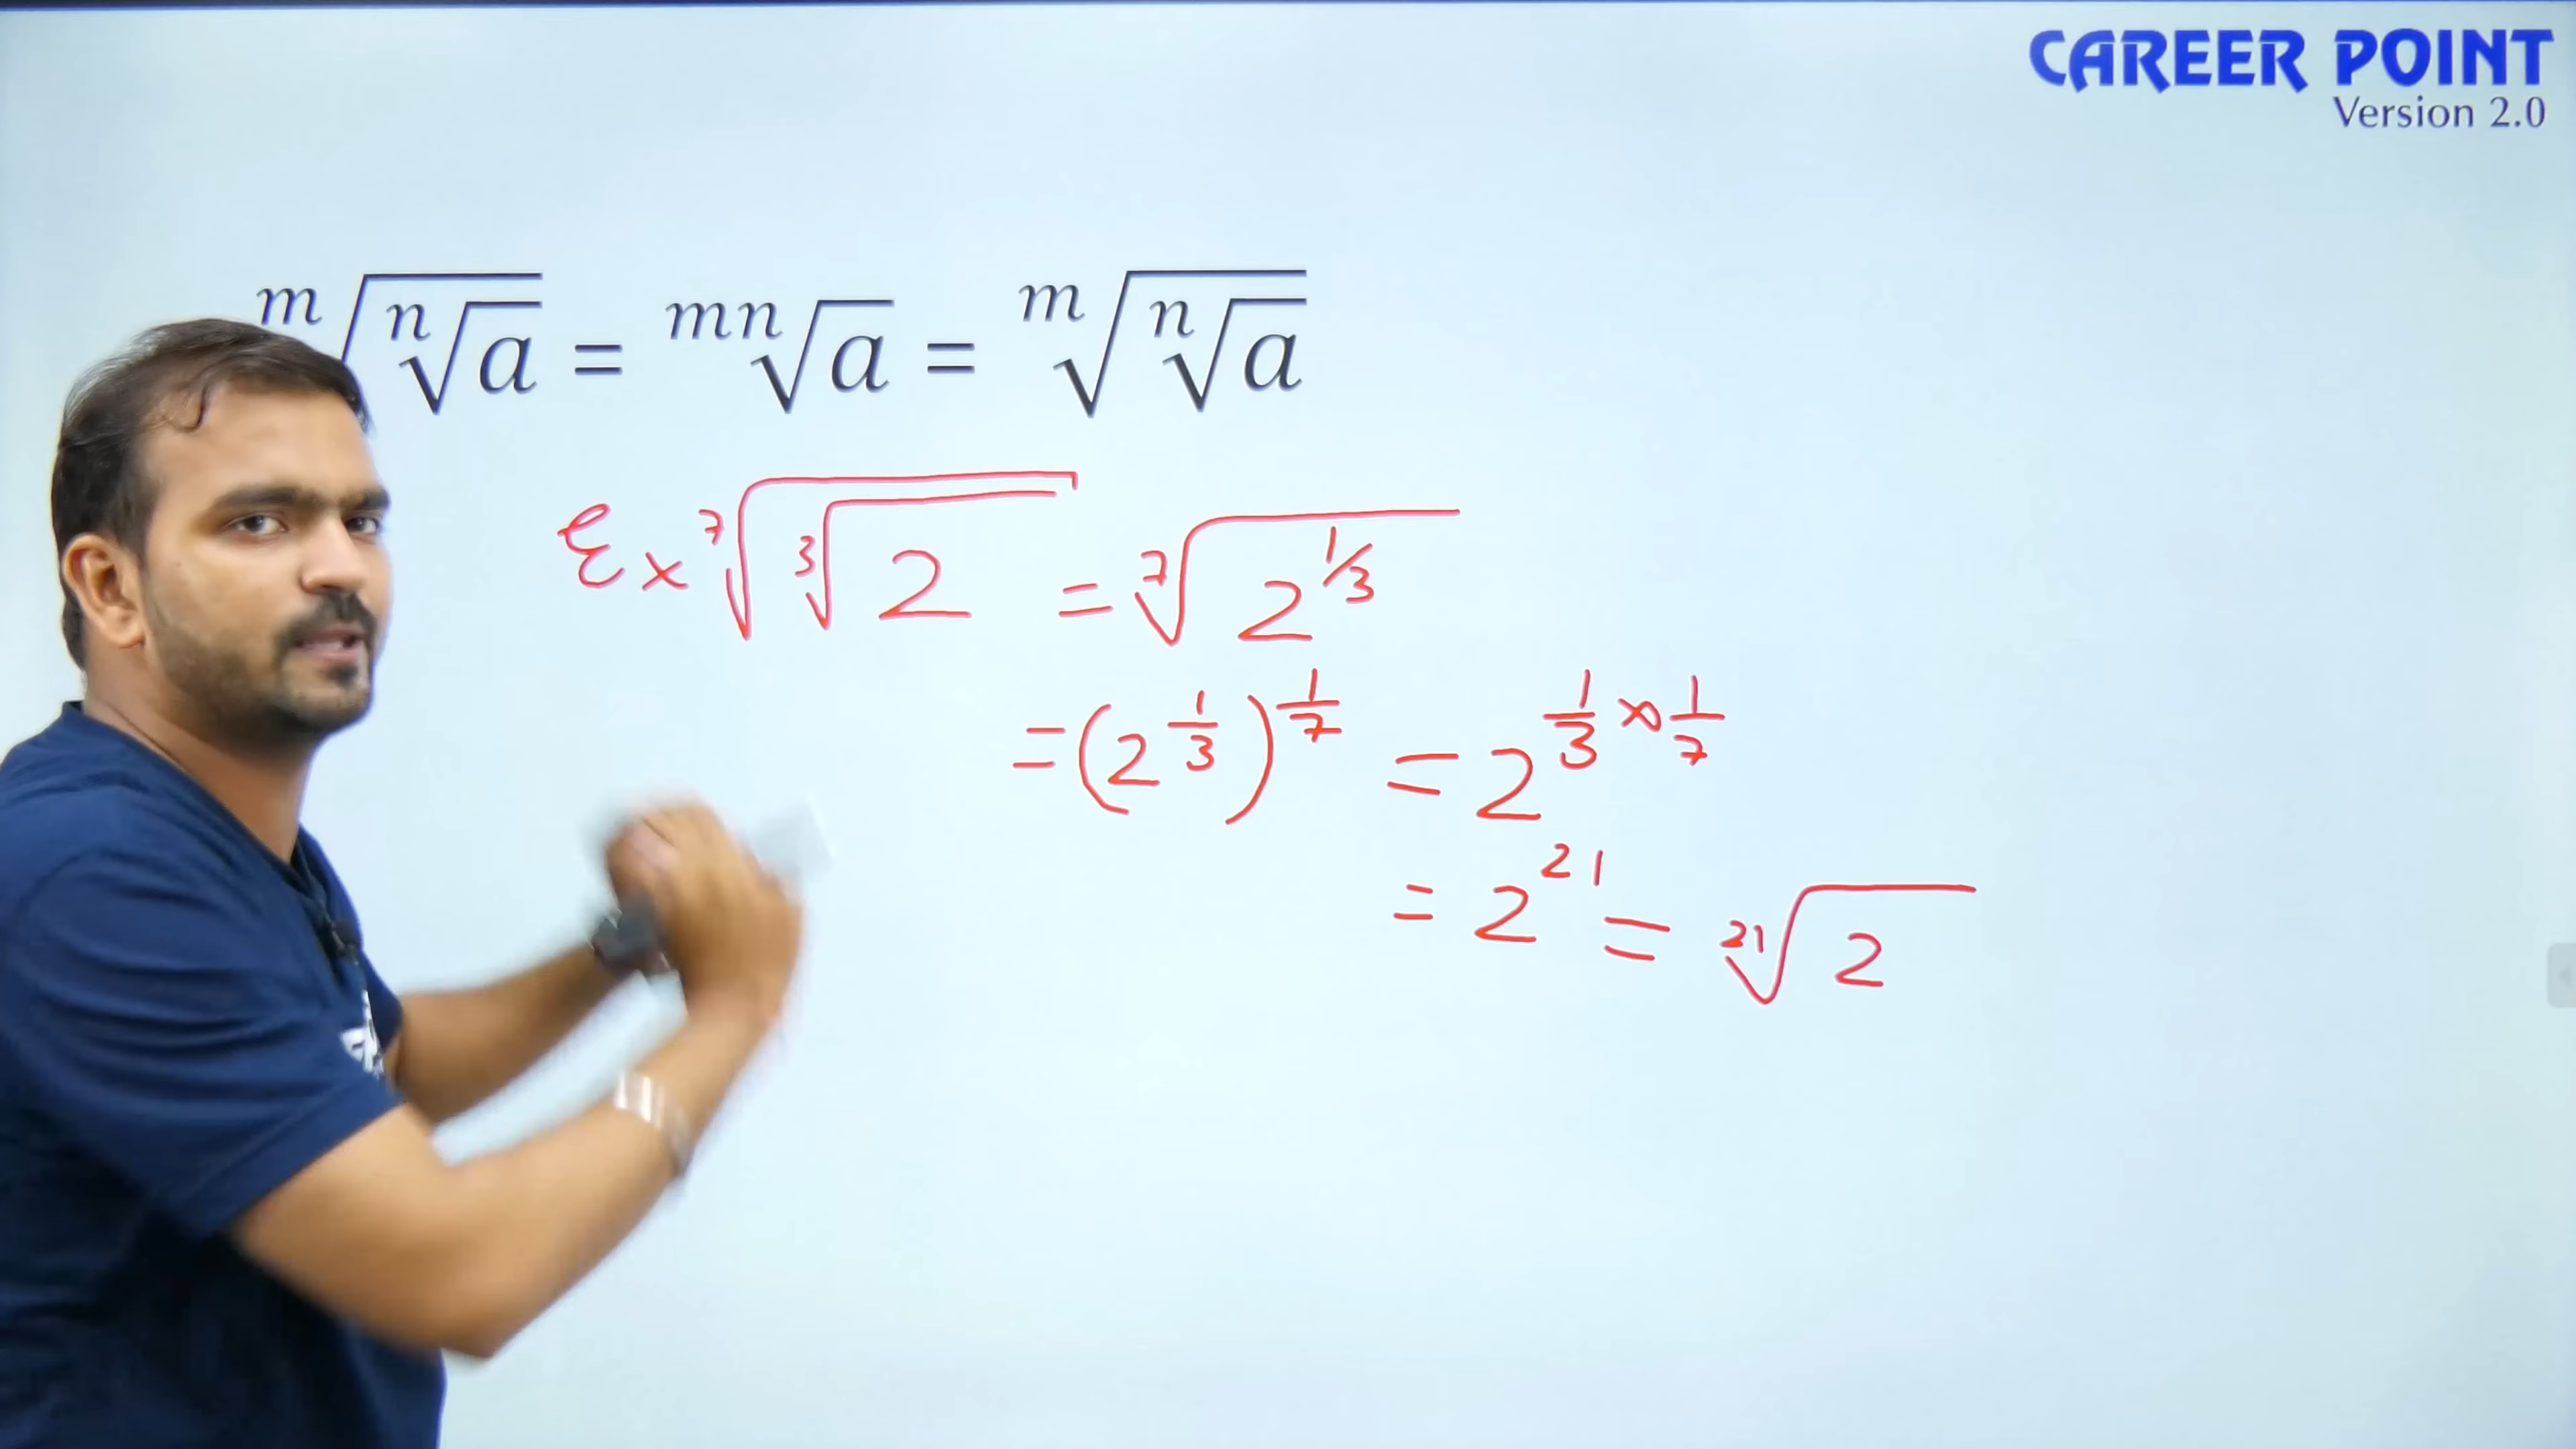 CAREER POINT
Version 2.0
m√(n√a) = mn√a = m√(n√a)
Ex 7√(3√2) = 7√(2^1/3)
= (2^(1/3))^(1/7) = 2^(1/3 × 1/7)
= 2^21 = 21√2